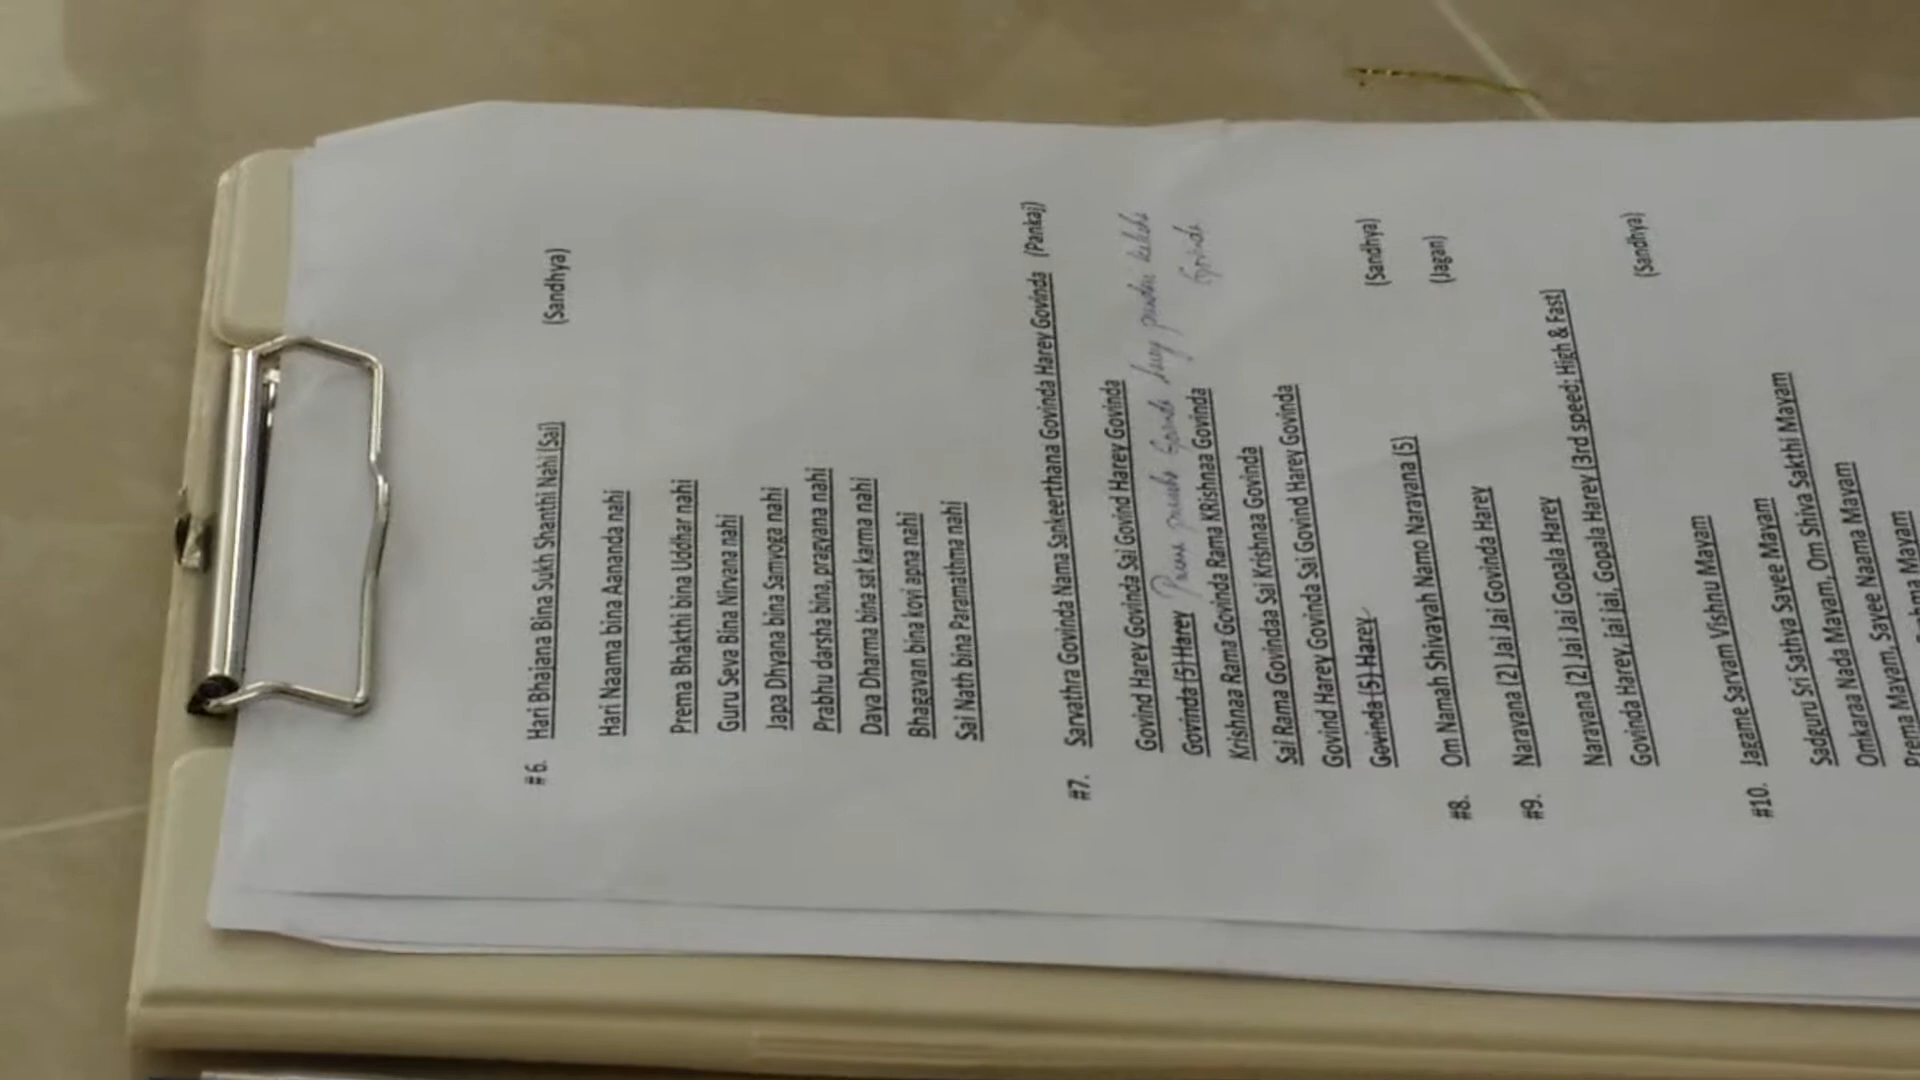 #6. Hari Bhajana Bina Sukh Shanthi Nahi (Sai) (Sandhya)
Hari Naama bina Aananda nahi
Prema Bhakthi bina Uddhar nahi
Guru Seva Bina Nirvana nahi
Japa Dhyana bina Samyoga nahi
Prabhu darsha bina, pragyana nahi
Daya Dharma bina sat karma nahi
Bhagavan bina kovi apna nahi
Sai Nath bina Paramathma nahi
#7. Sarvathra Govinda Nama Sankeerthana Govinda Harey Govinda (Pankaj)
Govind Harey Govinda Sai Govind Harey Govinda
Govinda (5) Harey
Krishnaa Rama Govinda Rama KRishnaa Govinda
Sai Rama Govindaa Sai Krishnaa Govinda
Govind Harey Govinda Sai Govind Harey Govinda
Govinda (5) Harey (Sandhya)
#8. Om Namah Shivayah Namo Narayana (5) (Jagan)
#9. Narayana (2) Jai Jai Govinda Harey
Narayana (2) Jai Jai Gopala Harey
Govinda Harey, jai jai, Gopala Harey (3rd speed; High & Fast)
(Sandhya)
#10. Jagame Sarvam Vishnu Mayam
Sadguru Sri Sathya Sayee Mayam
Omkaraa Nada Mayam, Om Shiva Sakthi Mayam
Prema Mayam, Sayee Naama Mayam
Mayam